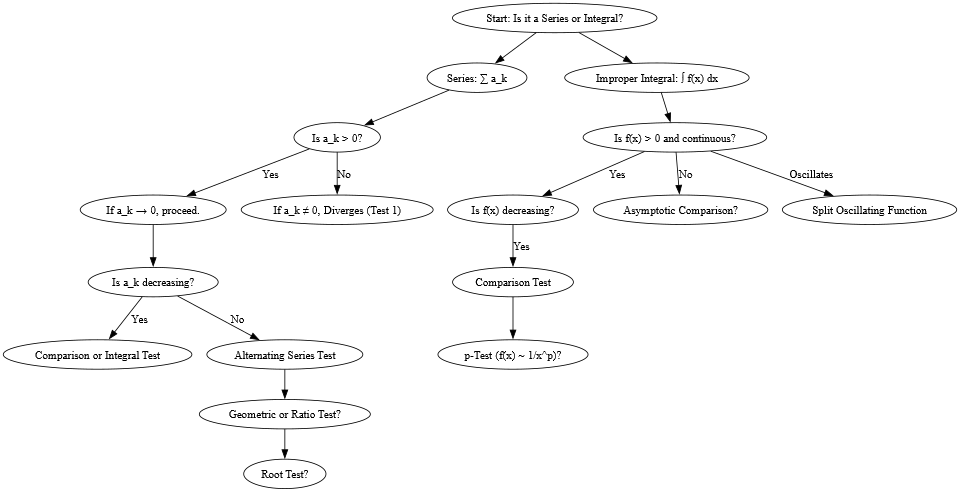 Start: Is it a Series or Integral?
Series: ∑ a_k
Improper Integral: ∫ f(x) dx
Is a_k > 0?
Is f(x) > 0 and continuous?
Yes
No
Yes
No
Oscillates
If a_k → 0, proceed.
If a_k ≠ 0, Diverges (Test 1)
Is f(x) decreasing?
Asymptotic Comparison?
Split Oscillating Function
Yes
Is a_k decreasing?
Comparison Test
Yes
No
Comparison or Integral Test
Alternating Series Test
p-Test (f(x) ~ 1/x^p)?
Geometric or Ratio Test?
Root Test?